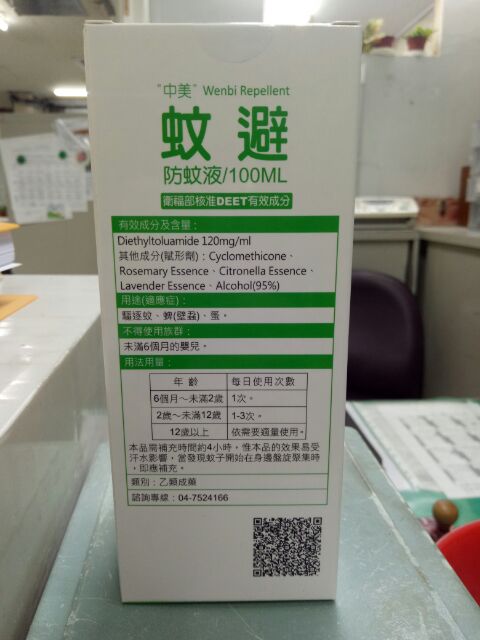 "中美" Wenbi Repellent
蚊避
防蚊液/100ML
衛福部核准DEET有效成分
有效成分及含量：
Diethyltoluamide 120mg/ml
其他成分(賦形劑)：Cyclomethicone、
Rosemary Essence、Citronella Essence、
Lavender Essence、Alcohol(95%)
用途(適應症)：
驅逐蚊、蜱(壁蝨)、蚤。
不得使用族群：
未滿6個月的嬰兒。
用法用量：
年齡 每日使用次數
6個月～未滿2歲 1次。
2歲～未滿12歲 1-3次。
12歲以上 依需要適量使用。
本品需補充時間約4小時，惟本品的效果易受
汗水影響，當發現蚊子開始在身邊盤旋聚集時
，即應補充。
類別：乙類成藥
諮詢專線：04-7524166